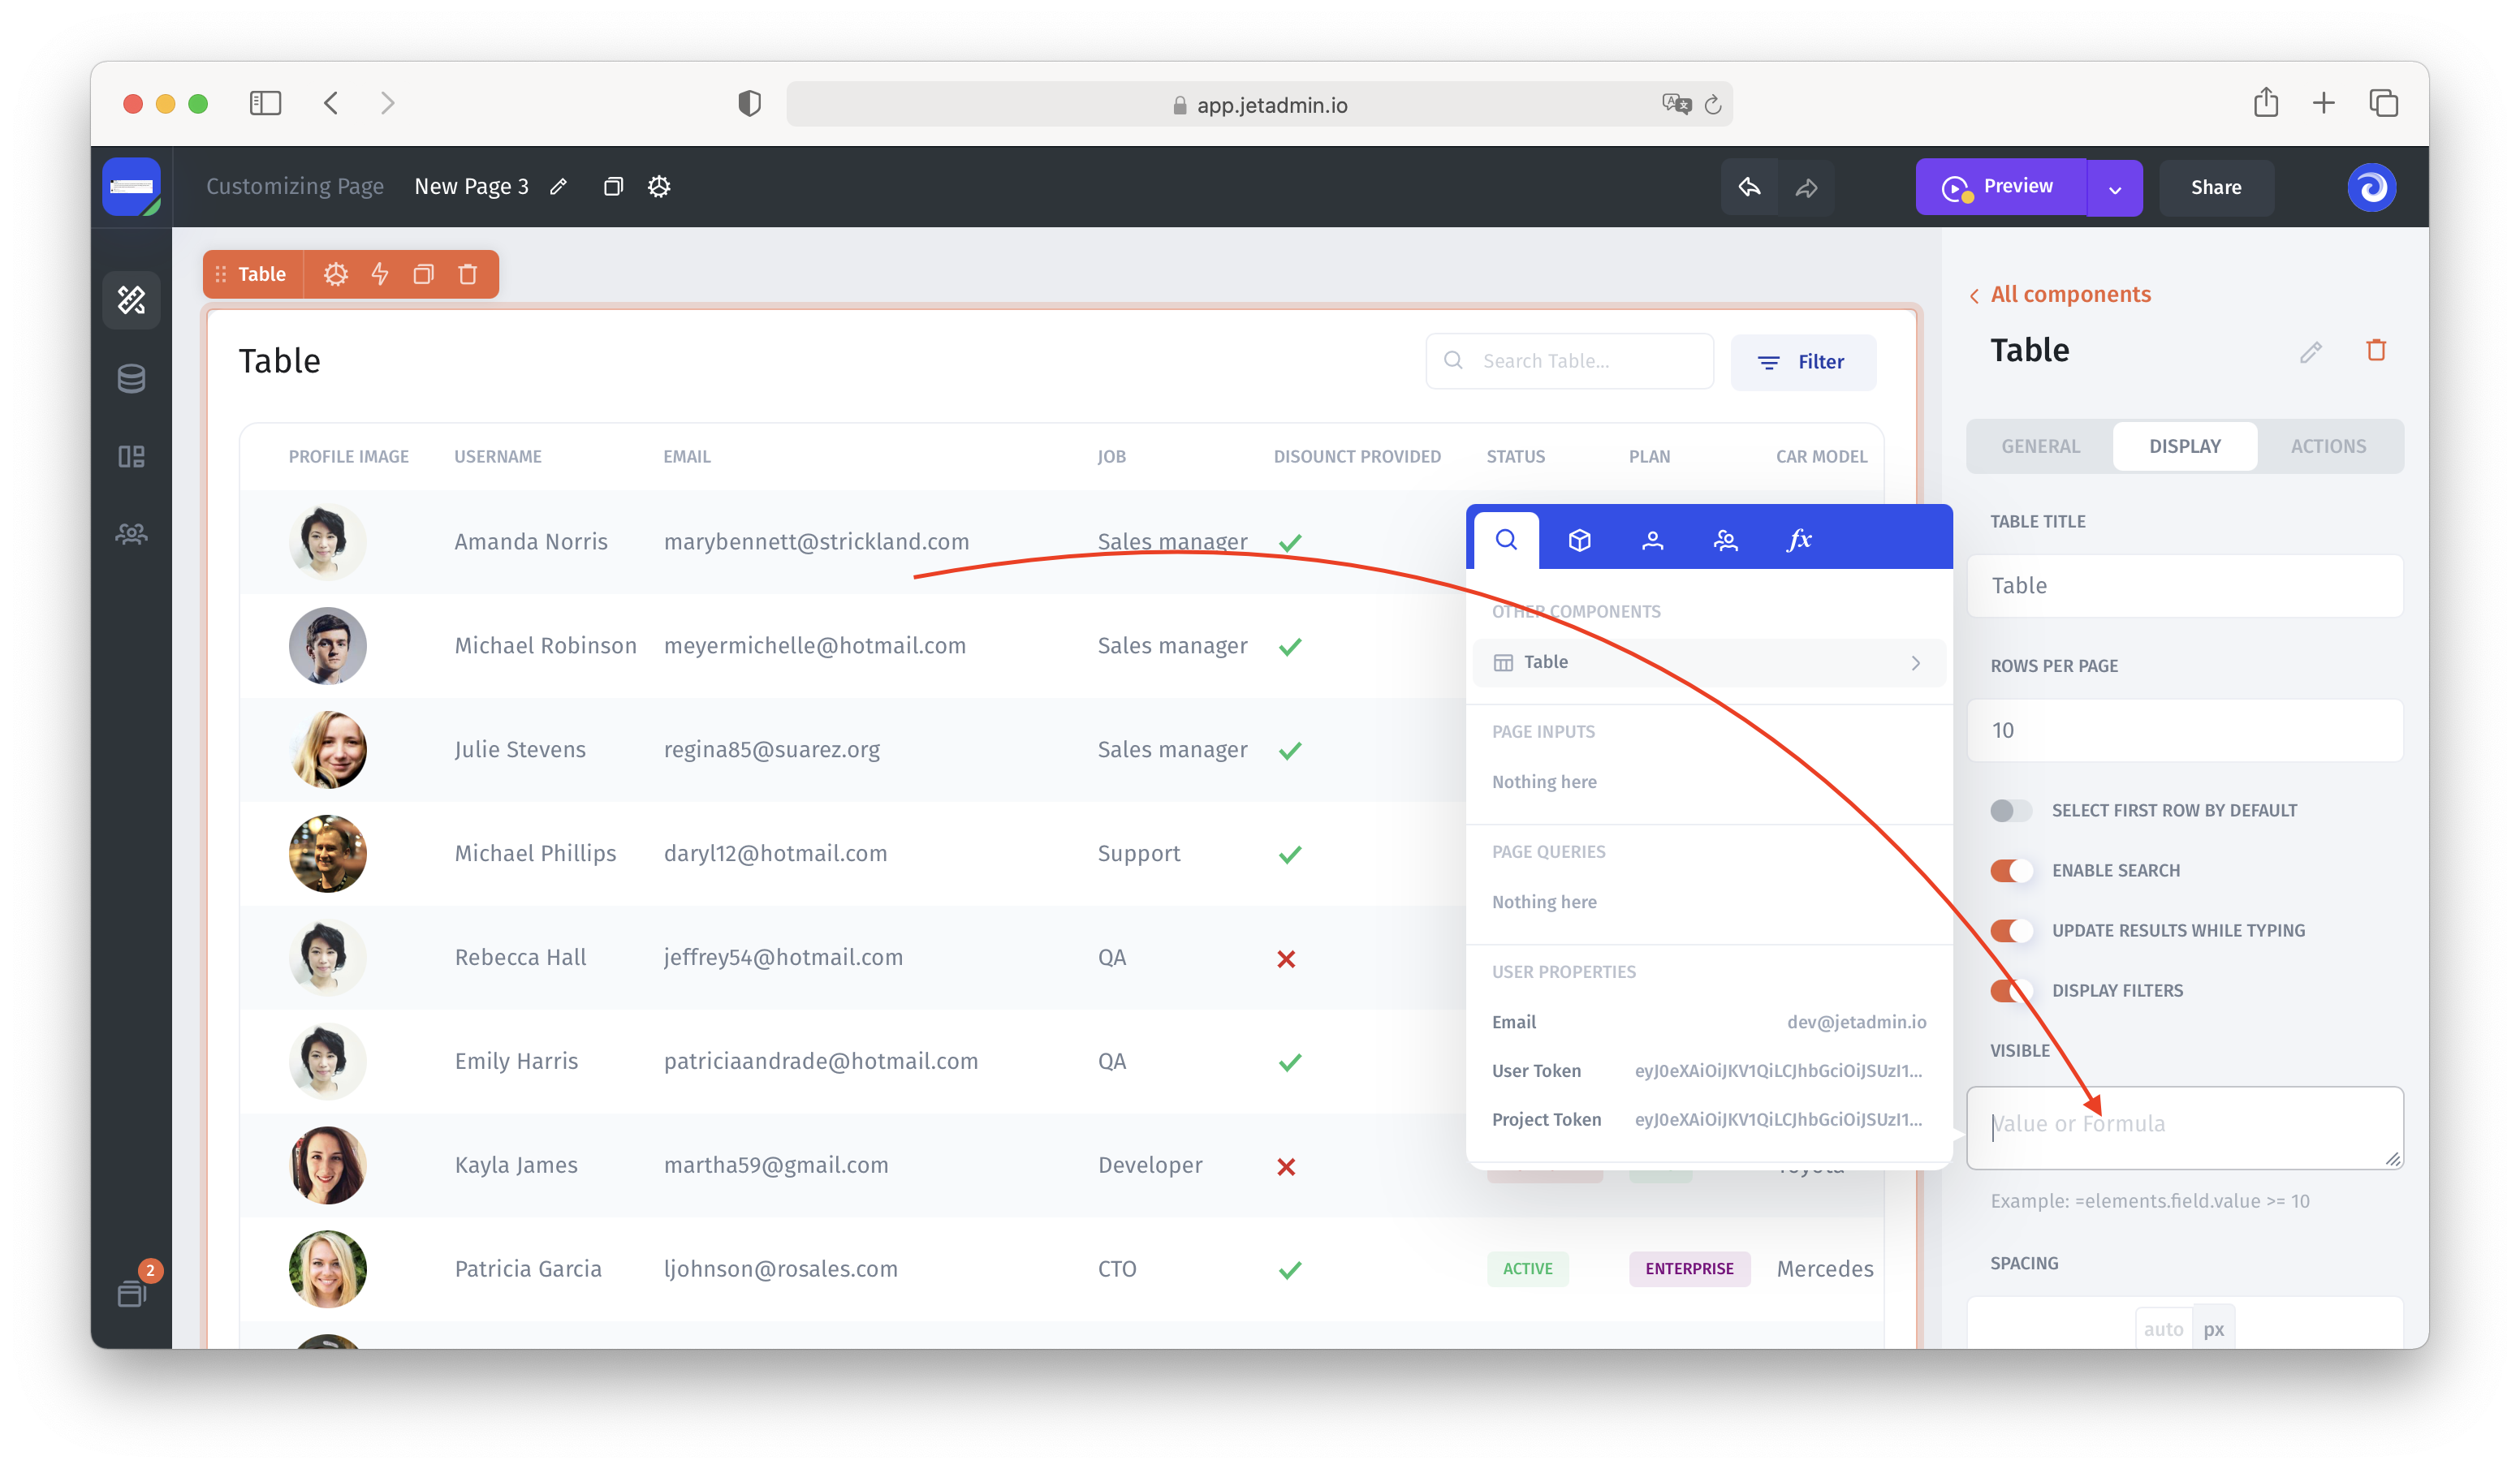 app.jetadmin.io
Customizing Page New Page 3
Preview
Share
Table
Table
Search Table...
Filter
PROFILE IMAGE USERNAME EMAIL JOB DISOUNCT PROVIDED STATUS PLAN CAR MODEL
Amanda Norris marybennett@strickland.com Sales manager
Michael Robinson meyermichelle@hotmail.com Sales manager
Julie Stevens regina85@suarez.org Sales manager
Michael Phillips daryl12@hotmail.com Support
Rebecca Hall jeffrey54@hotmail.com QA
Emily Harris patriciaandrade@hotmail.com QA
Kayla James martha59@gmail.com Developer
Patricia Garcia ljohnson@rosales.com CTO ACTIVE ENTERPRISE Mercedes
2
fx
OTHER COMPONENTS
Table
PAGE INPUTS
Nothing here
PAGE QUERIES
Nothing here
USER PROPERTIES
Email dev@jetadmin.io
User Token eyJ0eXAiOiJKV1QiLCJhbGciOiJSUzI1...
Project Token eyJ0eXAiOiJKV1QiLCJhbGciOiJSUzI1...
All components
Table
GENERAL DISPLAY ACTIONS
TABLE TITLE
Table
ROWS PER PAGE
10
SELECT FIRST ROW BY DEFAULT
ENABLE SEARCH
UPDATE RESULTS WHILE TYPING
DISPLAY FILTERS
VISIBLE
Value or Formula
Example: =elements.field.value >= 10
SPACING
auto px